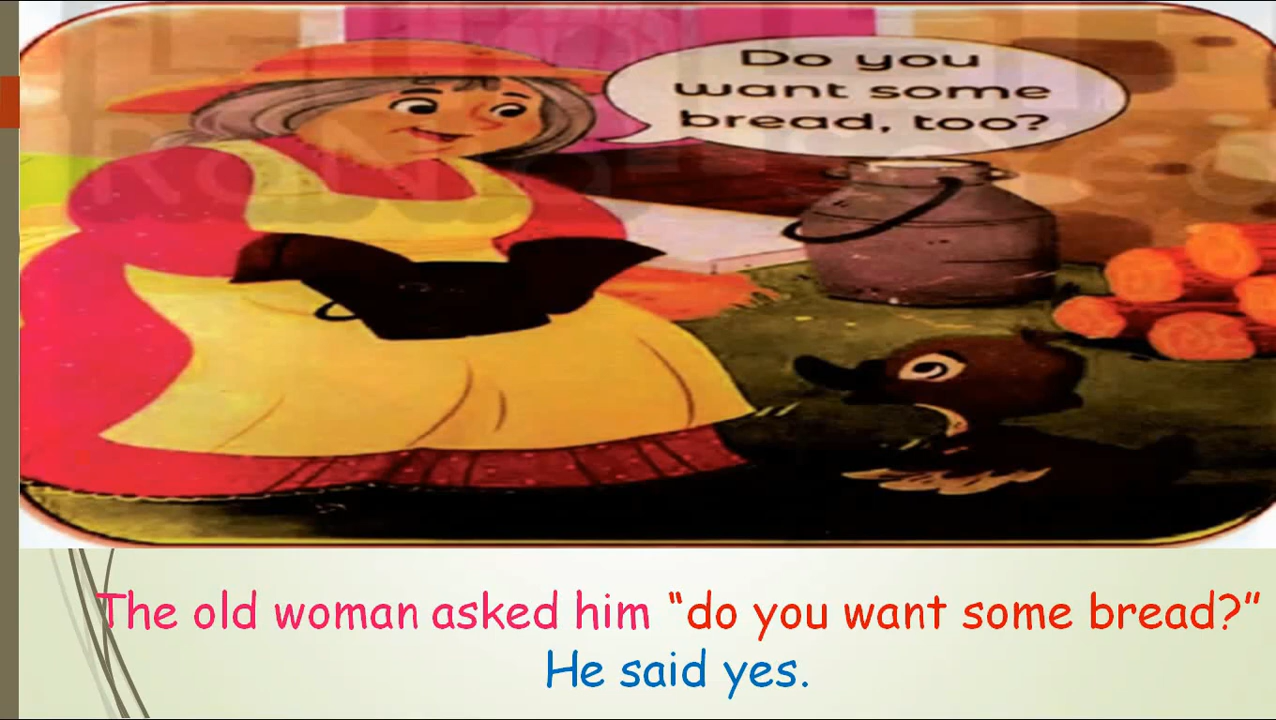 Do you
want some
bread, too?
The old woman asked him “do you want some bread?”
He said yes.